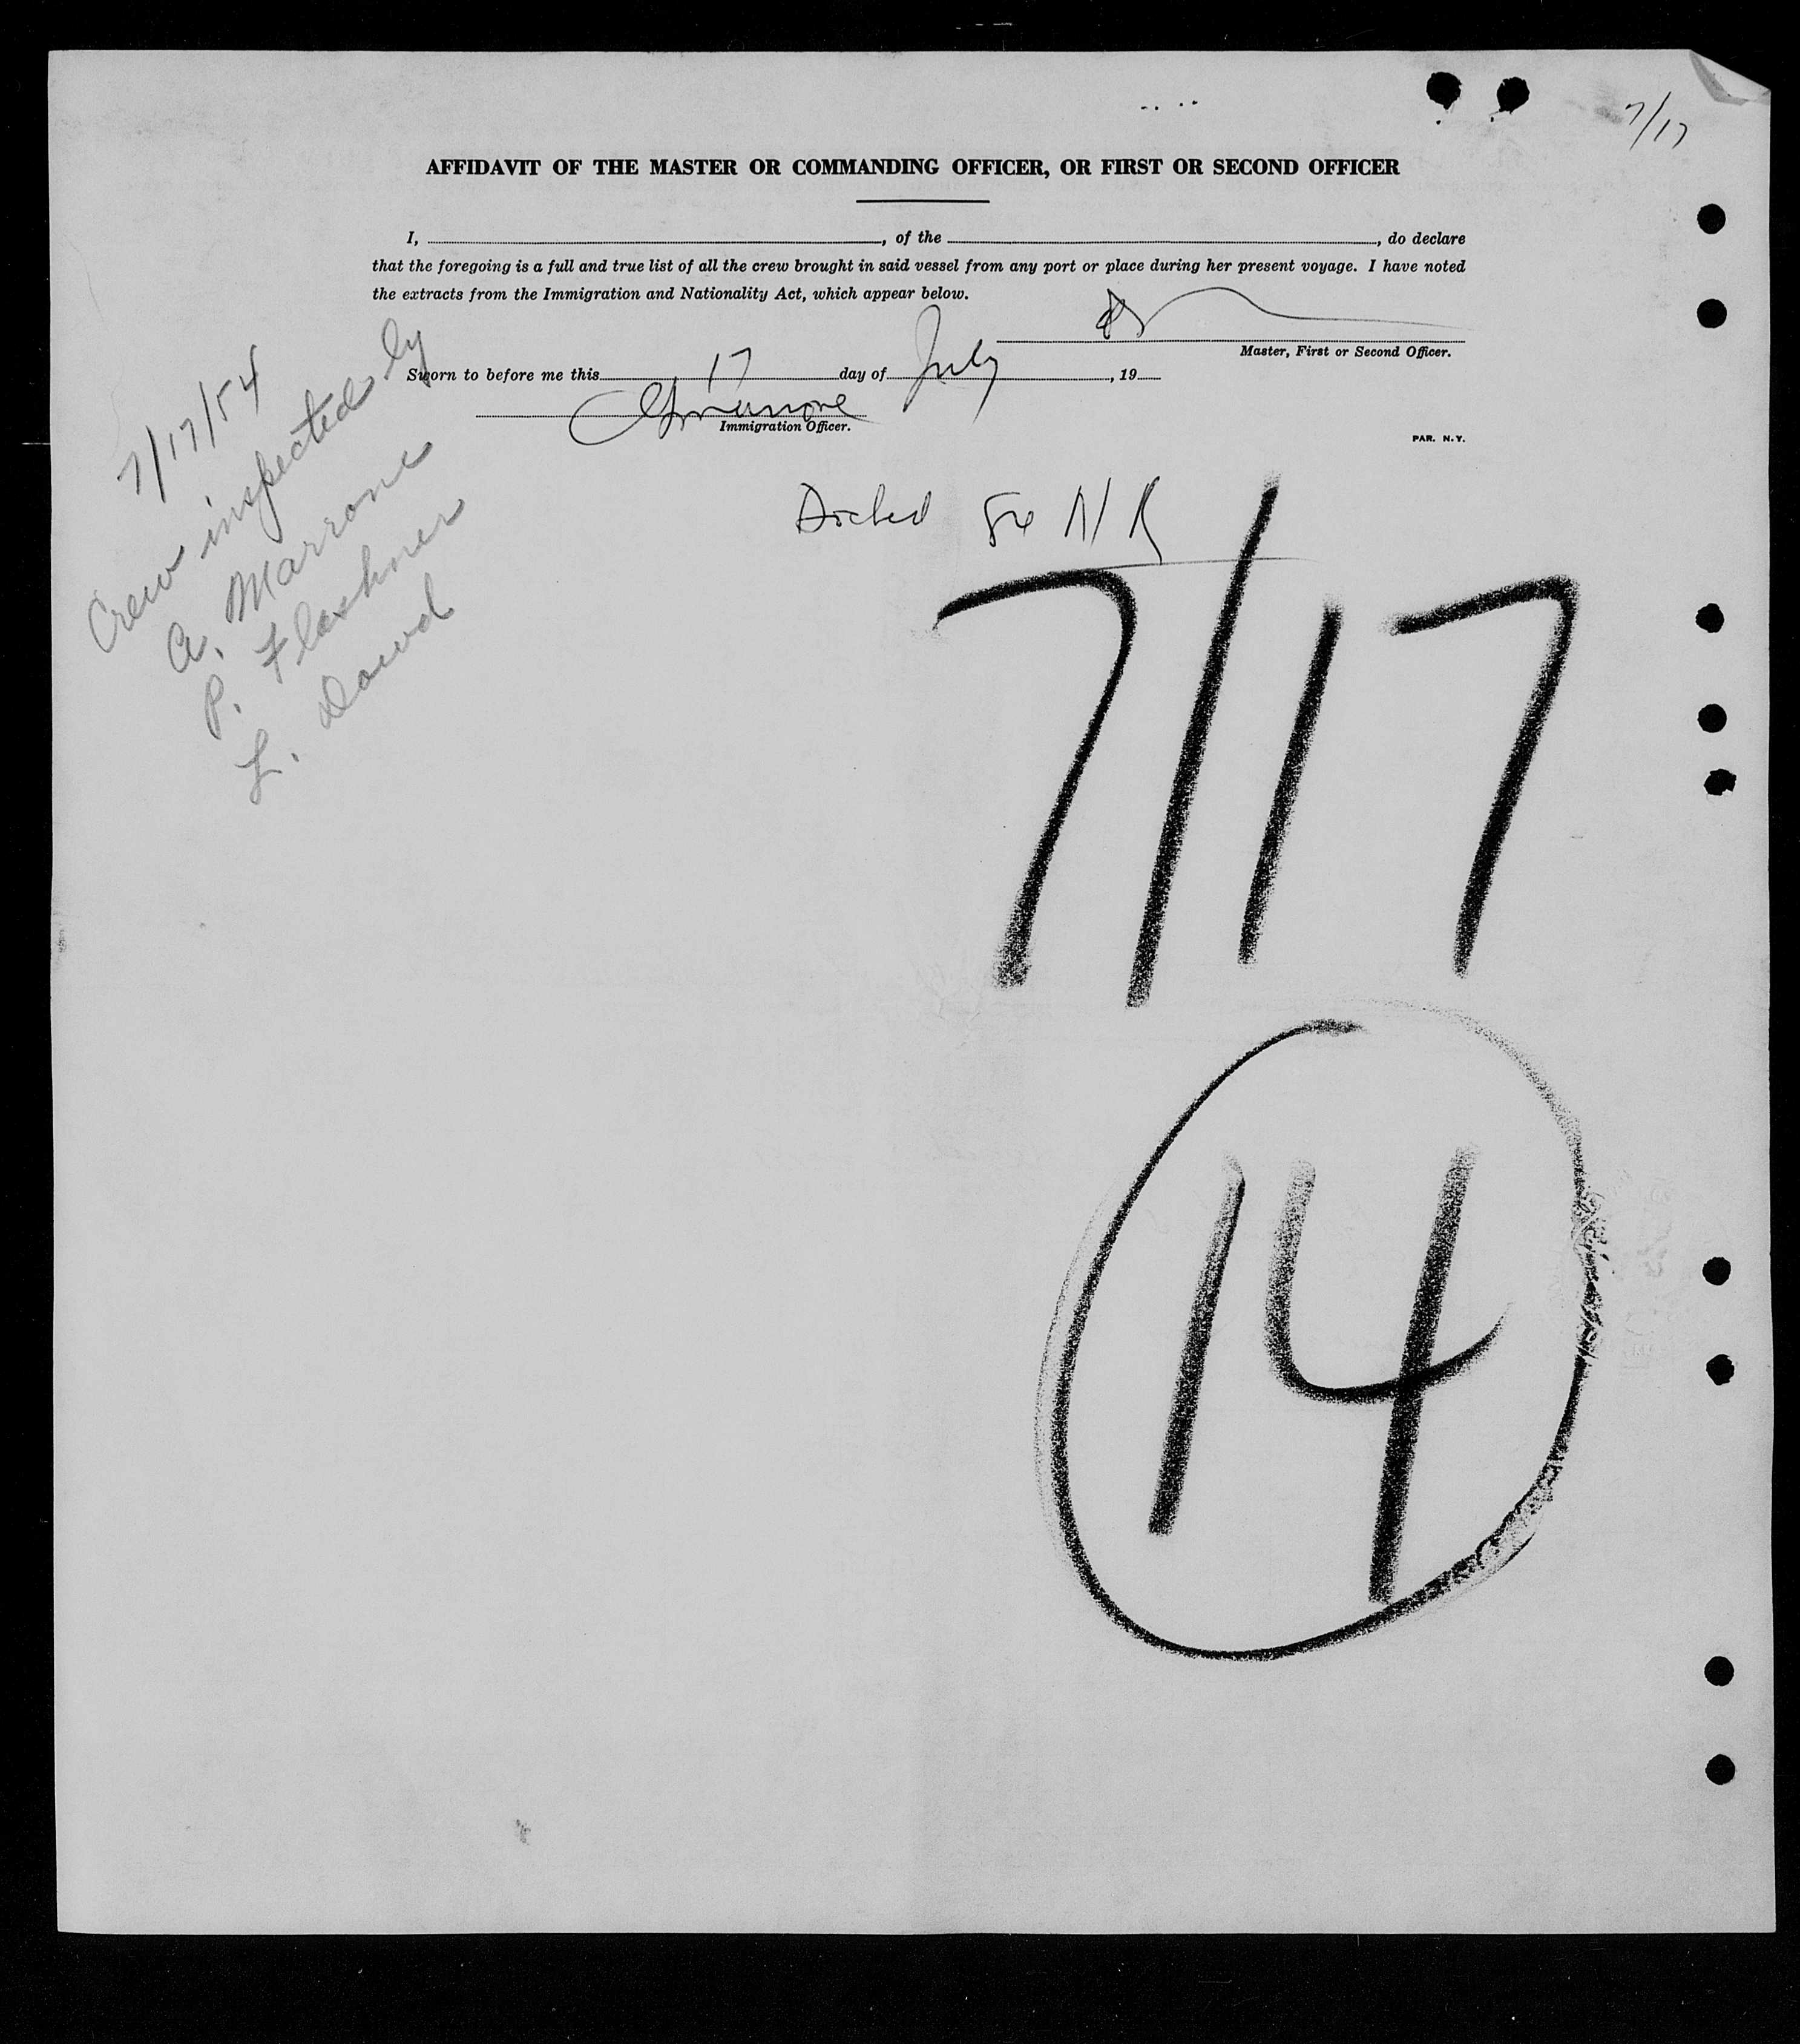 7/17
AFFIDAVIT OF THE MASTER OR COMMANDING OFFICER, OR FIRST OR SECOND OFFICER
I, , of the , do declare
that the foregoing is a full and true list of all the crew brought in said vessel from any port or place during her present voyage. I have noted
the extracts from the Immigration and Nationality Act, which appear below.
Master, First or Second Officer.
Sworn to before me this 17 day of July, 19
Immigration Officer.
PAR. N.Y.
7/17/54
Crew inspected by
A. Marrone
P. Flexhner
L. Dowd
7/17
14